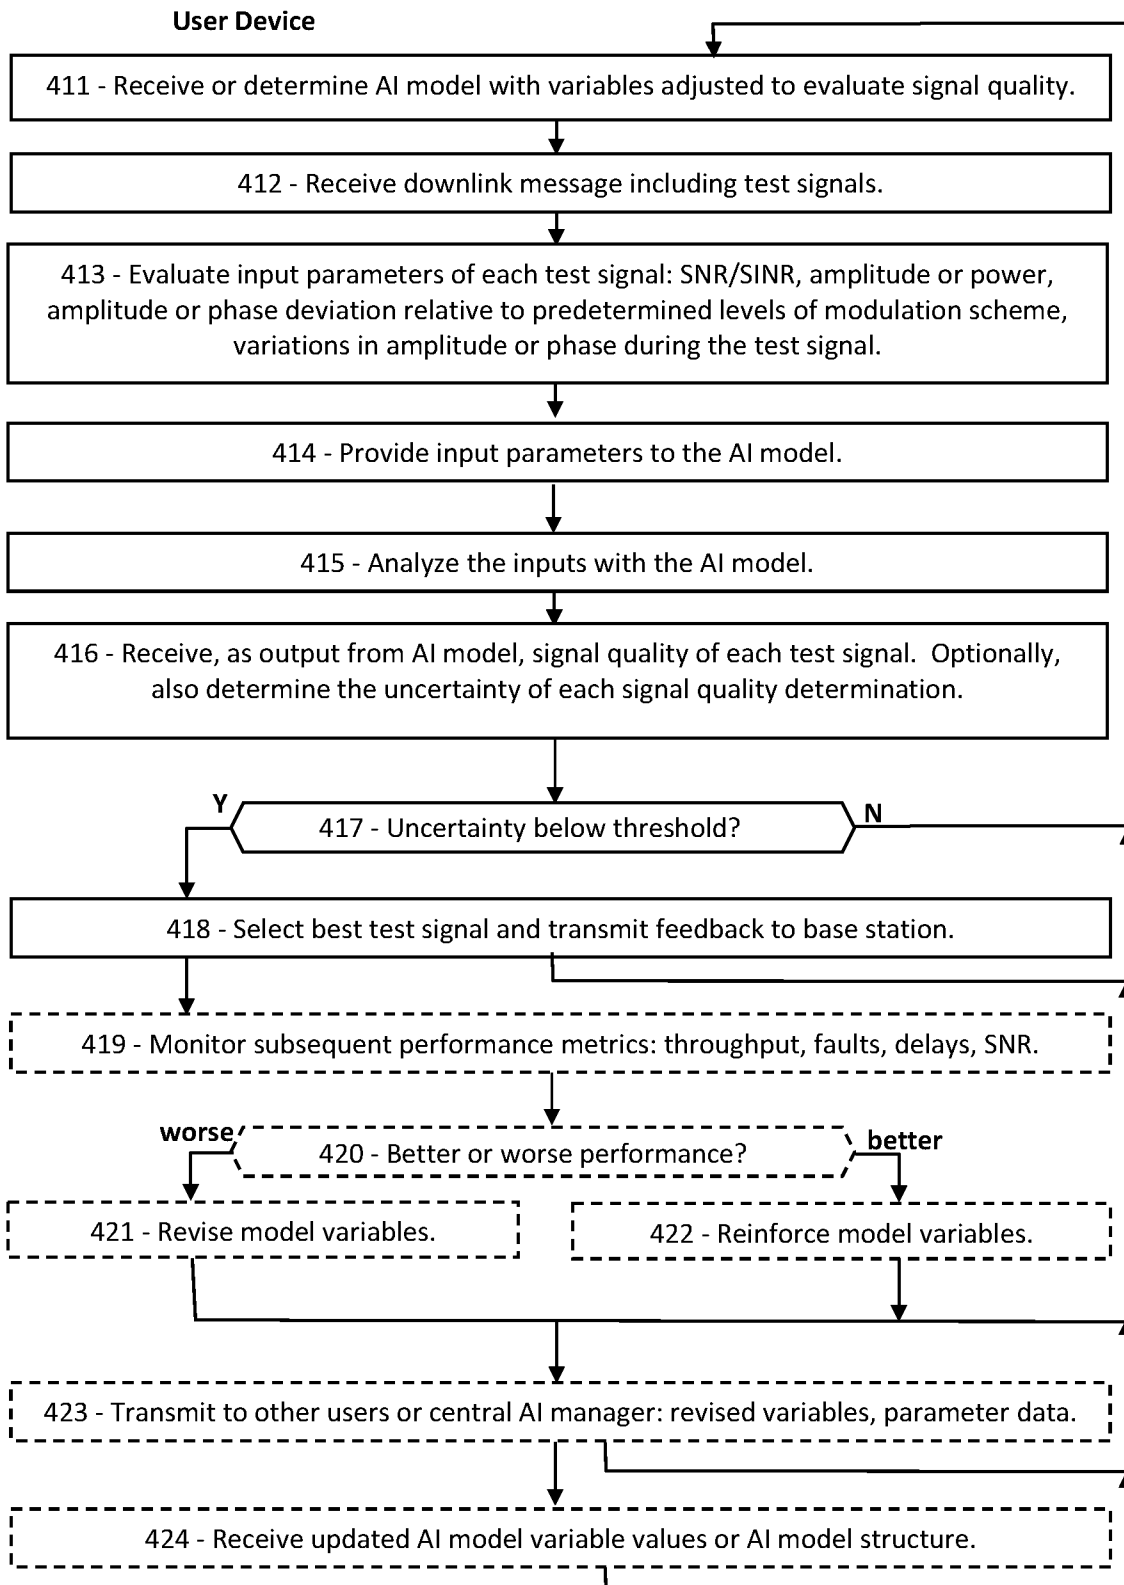 User Device
411 - Receive or determine AI model with variables adjusted to evaluate signal quality.
412 - Receive downlink message including test signals.
413 - Evaluate input parameters of each test signal: SNR/SINR, amplitude or power,
amplitude or phase deviation relative to predetermined levels of modulation scheme,
variations in amplitude or phase during the test signal.
414 - Provide input parameters to the AI model.
415 - Analyze the inputs with the AI model.
416 - Receive, as output from AI model, signal quality of each test signal.  Optionally,
also determine the uncertainty of each signal quality determination.
Y
417 - Uncertainty below threshold?
N
418 - Select best test signal and transmit feedback to base station.
419 - Monitor subsequent performance metrics: throughput, faults, delays, SNR.
worse
420 - Better or worse performance?
better
421 - Revise model variables.
422 - Reinforce model variables.
423 - Transmit to other users or central AI manager: revised variables, parameter data.
424 - Receive updated AI model variable values or AI model structure.